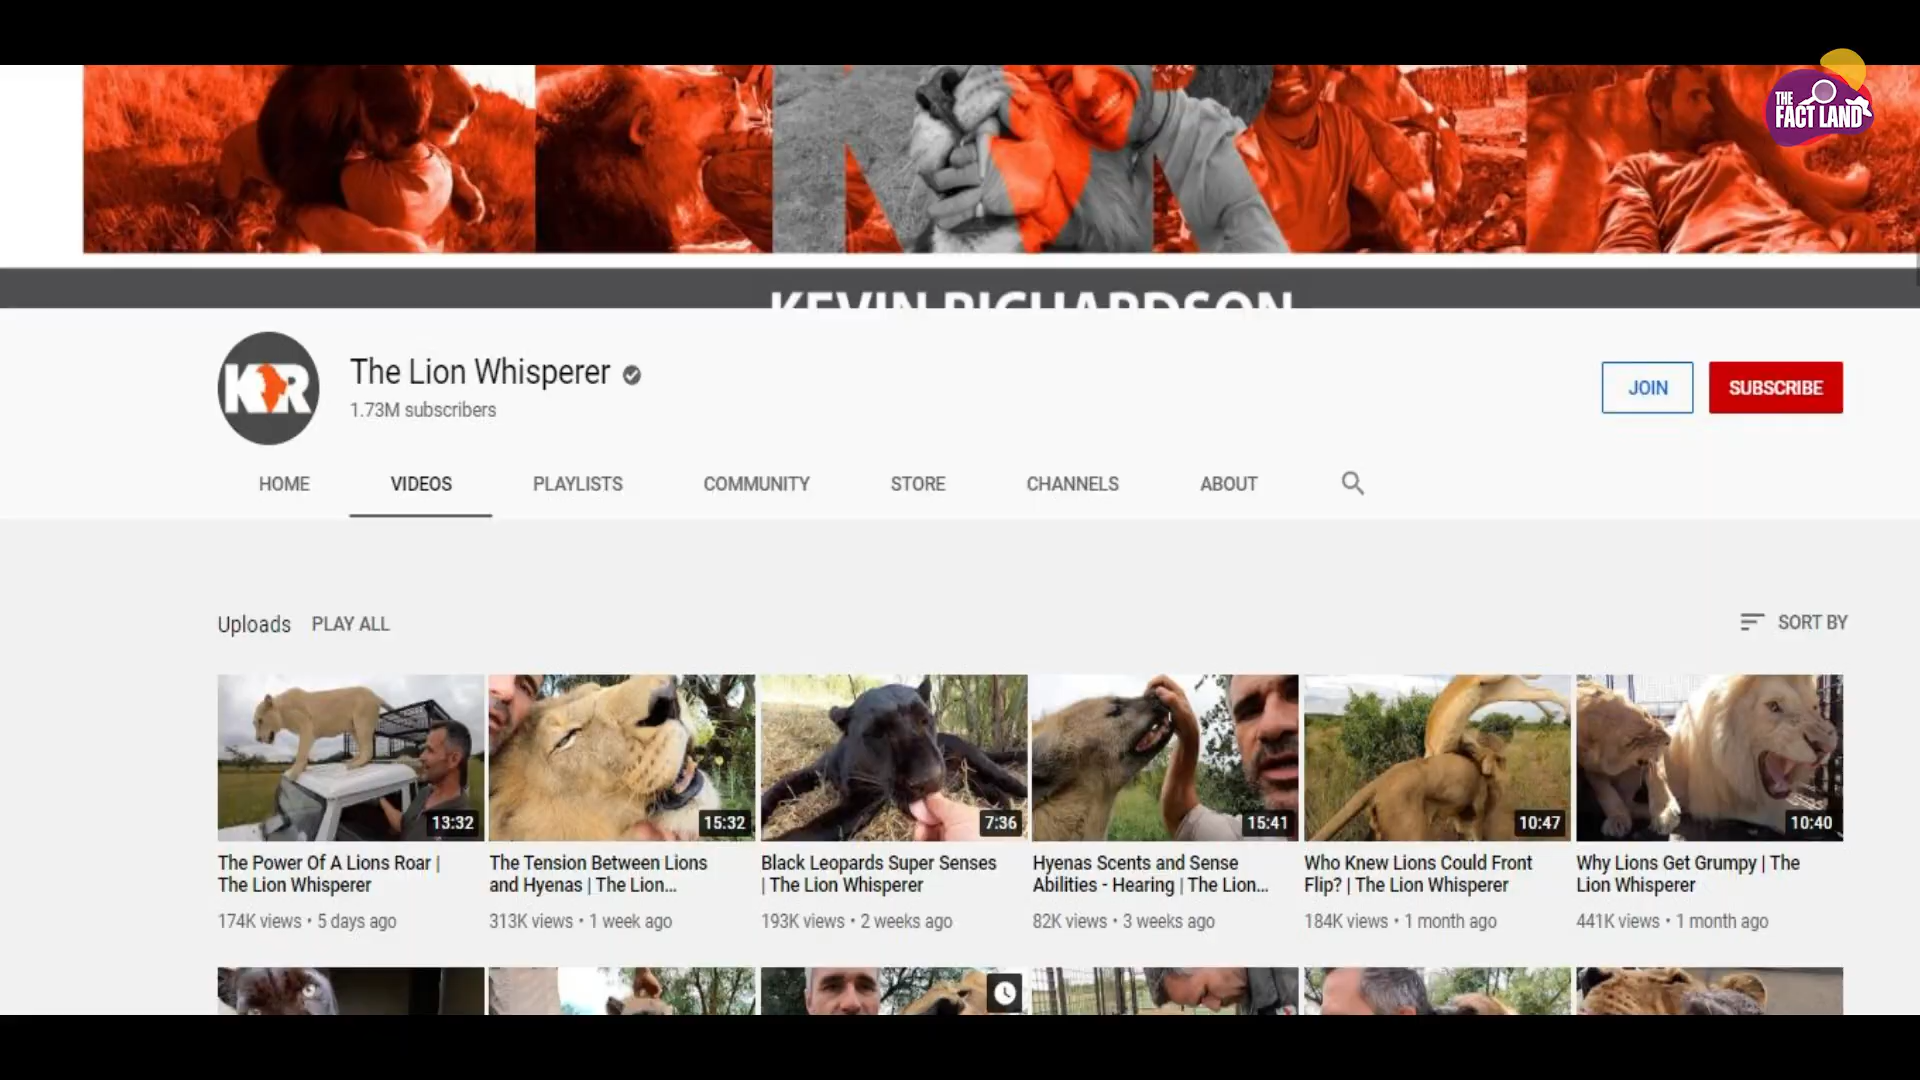 THE
FACT LAND
KEVIN RICHARDSON
KR
The Lion Whisperer
1.73M subscribers
JOIN
SUBSCRIBE
HOME
VIDEOS
PLAYLISTS
COMMUNITY
STORE
CHANNELS
ABOUT
Uploads
PLAY ALL
SORT BY
13:32
15:32
7:36
15:41
10:47
10:40
The Power Of A Lions Roar |
The Lion Whisperer
174K views • 5 days ago
The Tension Between Lions
and Hyenas | The Lion...
313K views • 1 week ago
Black Leopards Super Senses
| The Lion Whisperer
193K views • 2 weeks ago
Hyenas Scents and Sense
Abilities - Hearing | The Lion...
82K views • 3 weeks ago
Who Knew Lions Could Front
Flip? | The Lion Whisperer
184K views • 1 month ago
Why Lions Get Grumpy | The
Lion Whisperer
441K views • 1 month ago